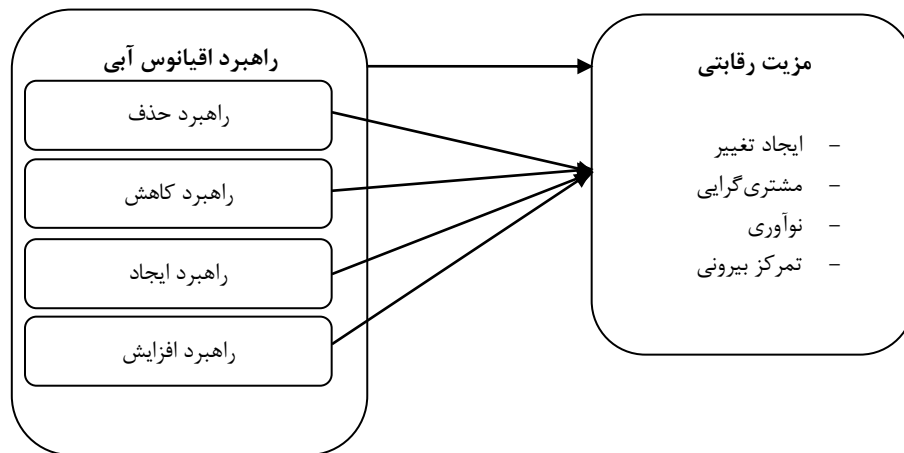 راهبرد اقیانوس آبی
راهبرد حذف
راهبرد کاهش
راهبرد ایجاد
راهبرد افزایش
مزیت رقابتی
- ایجاد تغییر
- مشتری‌گرایی
- نوآوری
- تمرکز بیرونی